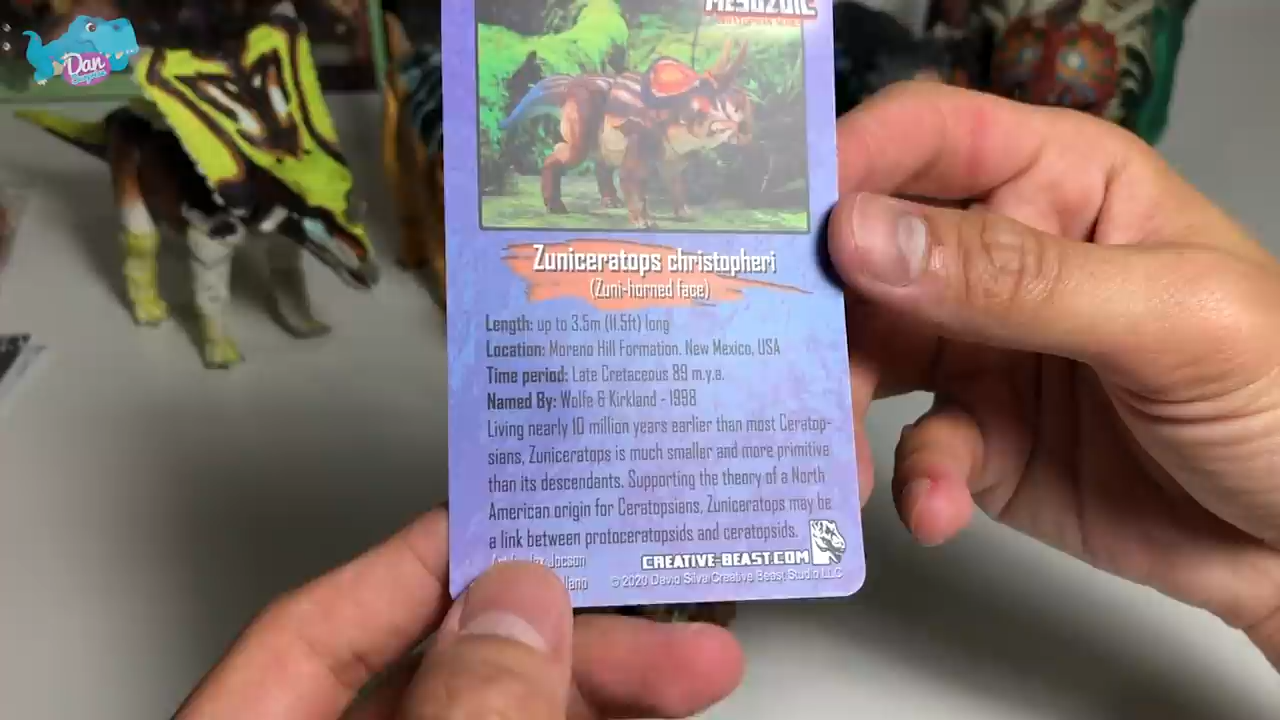 Dan
MESOZOIC
Zuniceratops christopheri
(Zuni-horned face)
Length: up to 3.5m (11.5ft) long
Location: Moreno Hill Formation. New Mexico, USA
Time period: Late Cretaceous 89 m.y.a.
Named By: Wolfe & Kirkland - 1998
Living nearly 10 million years earlier than most Ceratop-
sians, Zuniceratops is much smaller and more primitive
than its descendants. Supporting the theory of a North
American origin for Ceratopsians, Zuniceratops may be
a link between protoceratopsids and ceratopsids.
Jocson
CREATIVE-BEAST.COM
© 2020 David Silva Creative Beast Studio LLC